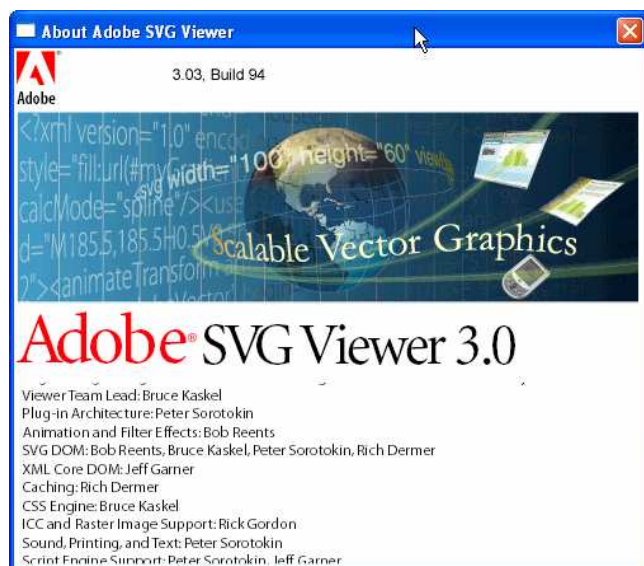 About Adobe SVG Viewer
Adobe
3.03, Build 94
<?xml version="1.0" encod
style="fill:url(#my
svg width="100" height="60" viewBo
calcMode="spline"/><us
d="M185.5,185.5H0.5V
2"><animateTransform
Scalable Vector Graphics
Adobe® SVG Viewer 3.0
Viewer Team Lead: Bruce Kaskel
Plug-in Architecture: Peter Sorotokin
Animation and Filter Effects: Bob Reents
SVG DOM: Bob Reents, Bruce Kaskel, Peter Sorotokin, Rich Dermer
XML Core DOM: Jeff Garner
Caching: Rich Dermer
CSS Engine: Bruce Kaskel
ICC and Raster Image Support: Rick Gordon
Sound, Printing, and Text: Peter Sorotokin
Script Engine Support: Peter Sorotokin, Jeff Garner